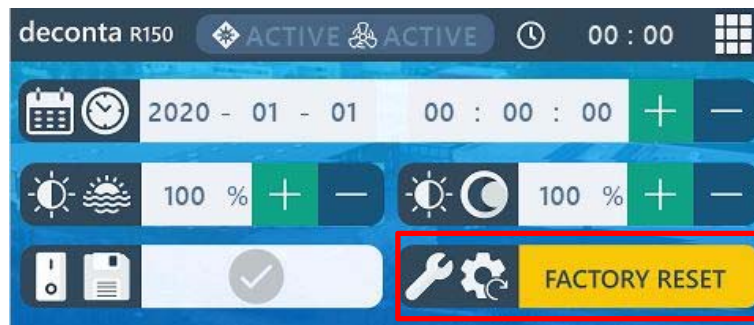 deconta R150 ACTIVE ACTIVE 00 : 00
2020 - 01 - 01 00 : 00 : 00 + −
100 % + − 100 % + −
FACTORY RESET